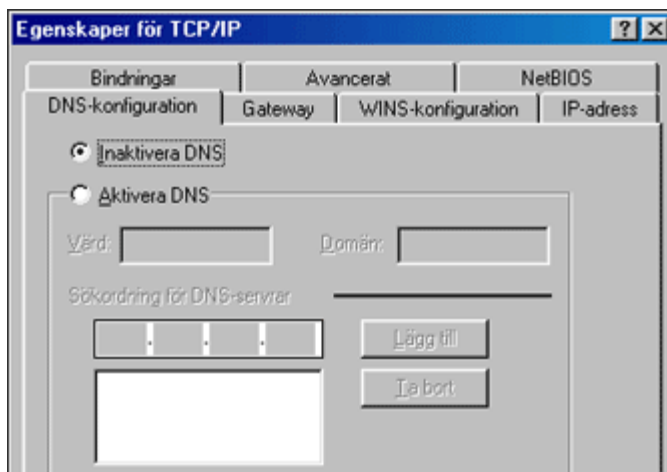 Egenskaper för TCP/IP
Bindningar Avancerat NetBIOS
DNS-konfiguration Gateway WINS-konfiguration IP-adress
Inaktivera DNS
Aktivera DNS
Värd: Domän:
Sökordning för DNS-servrar
Lägg till
Ta bort